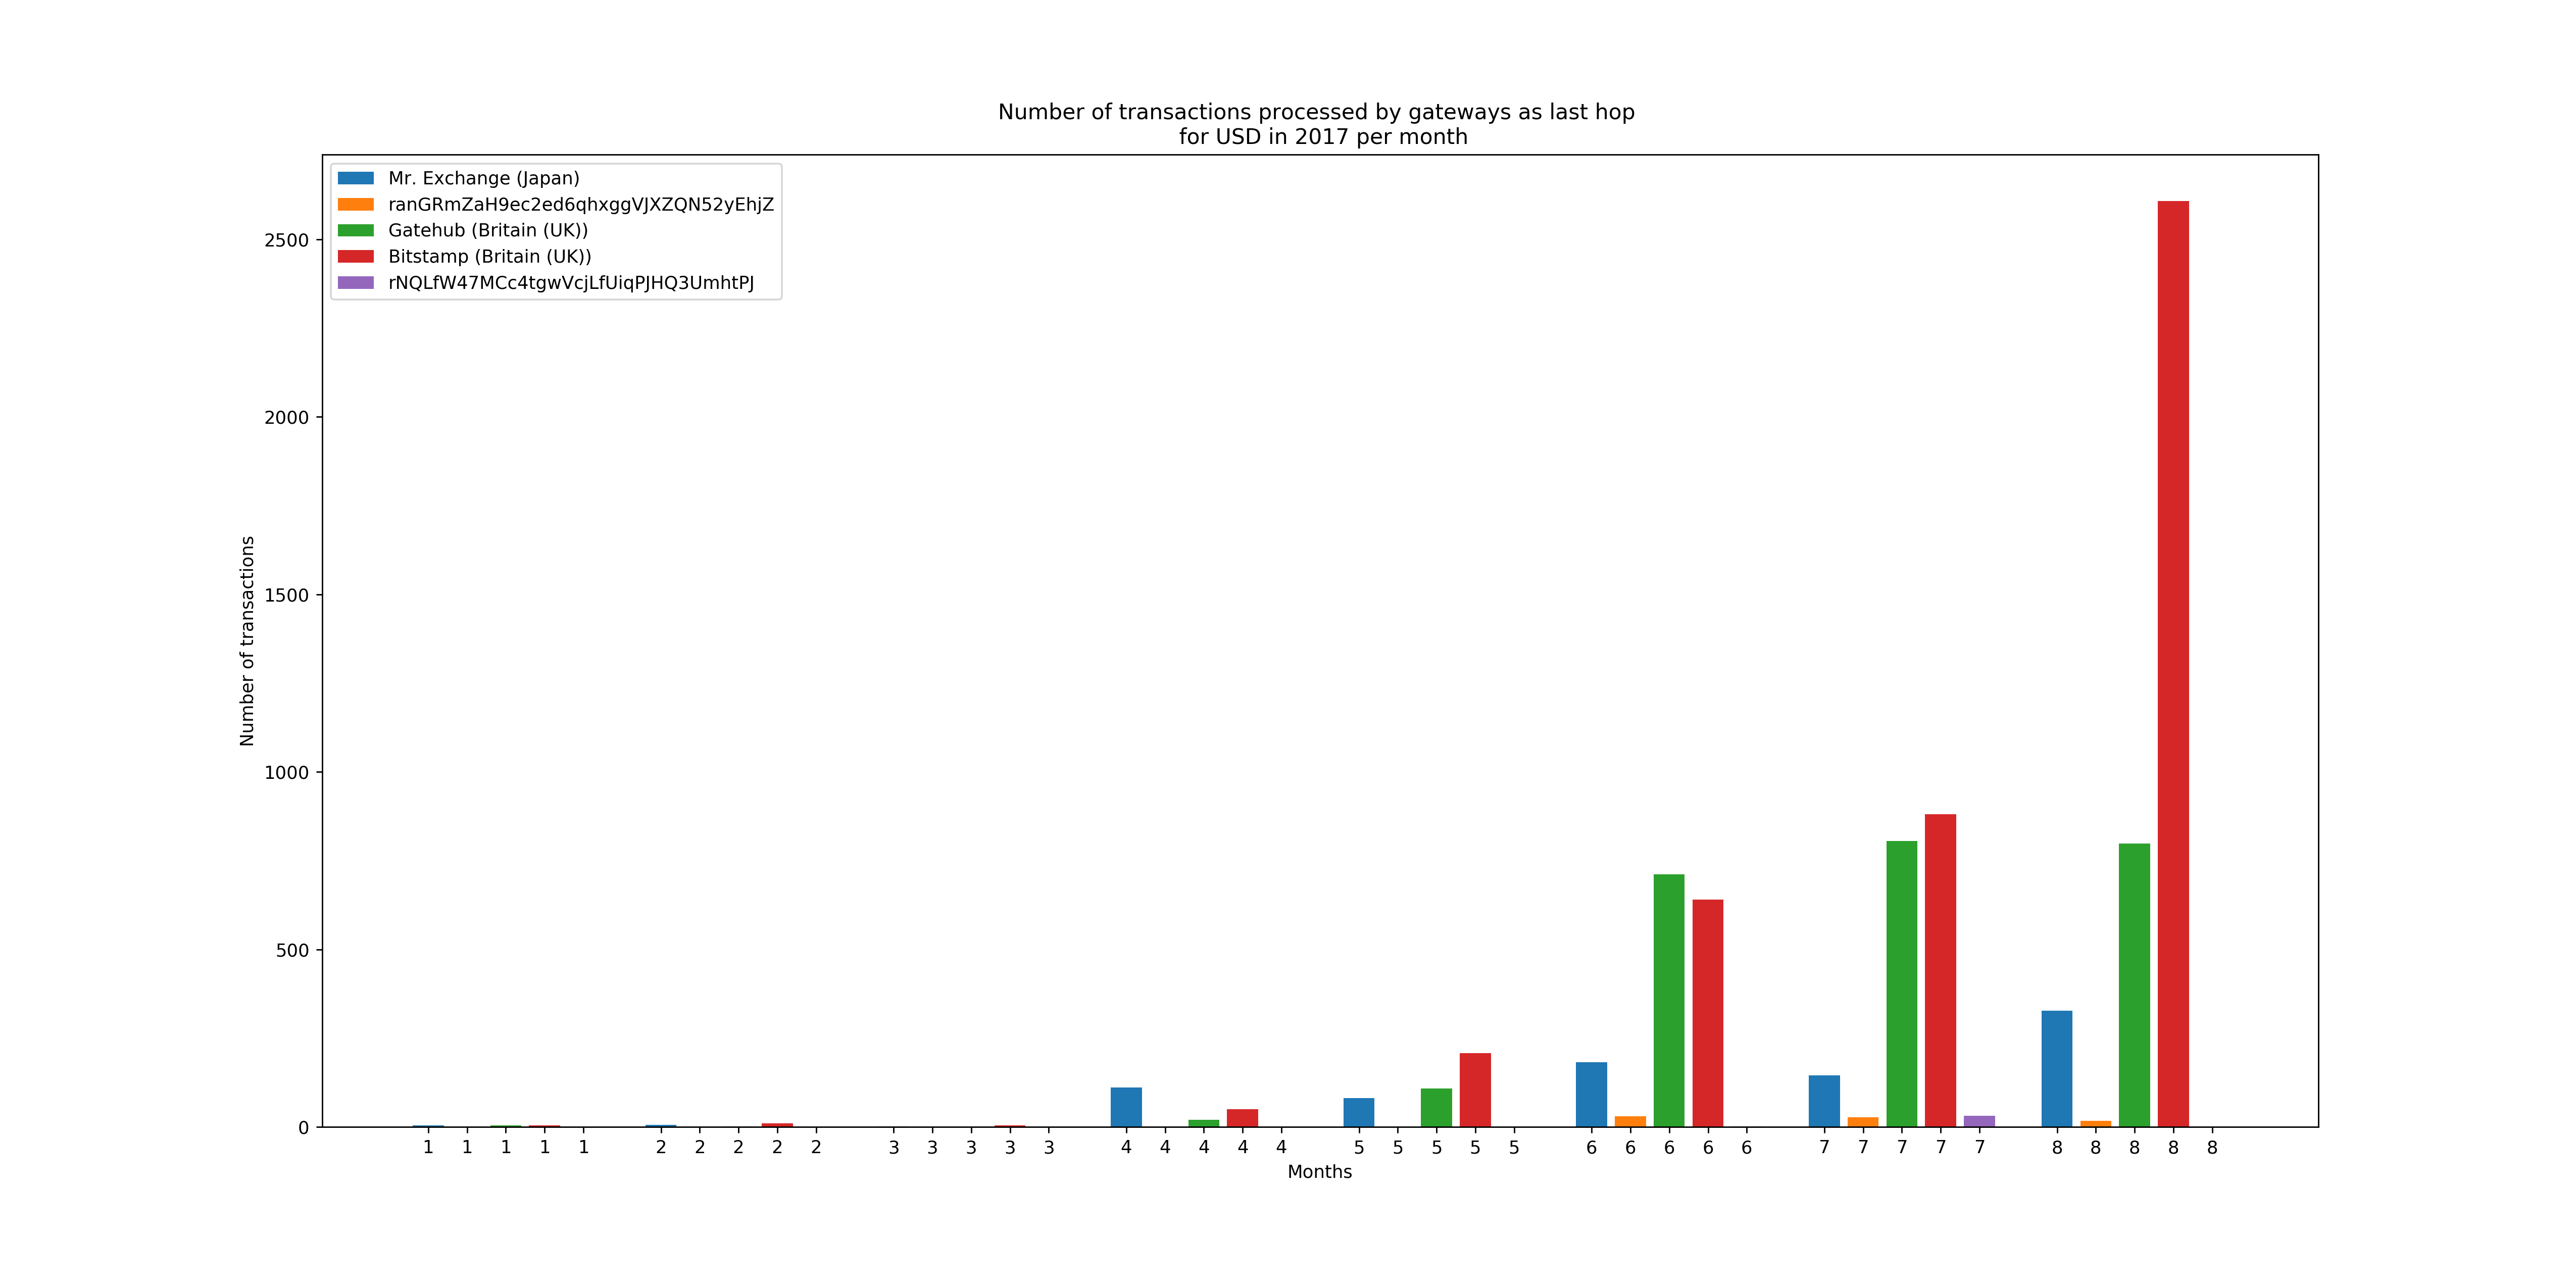 Number of transactions processed by gateways as last hop
for USD in 2017 per month
Mr. Exchange (Japan)
ranGRmZaH9ec2ed6qhxggVJXZQN52yEhjZ
Gatehub (Britain (UK))
Bitstamp (Britain (UK))
rNQLfW47MCc4tgwVcjLfUiqPJHQ3UmhtPJ
Number of transactions
2500
2000
1500
1000
500
0
1 1 1 1 1 2 2 2 2 2 3 3 3 3 3 4 4 4 4 4 5 5 5 5 5 6 6 6 6 6 7 7 7 7 7 8 8 8 8 8
Months